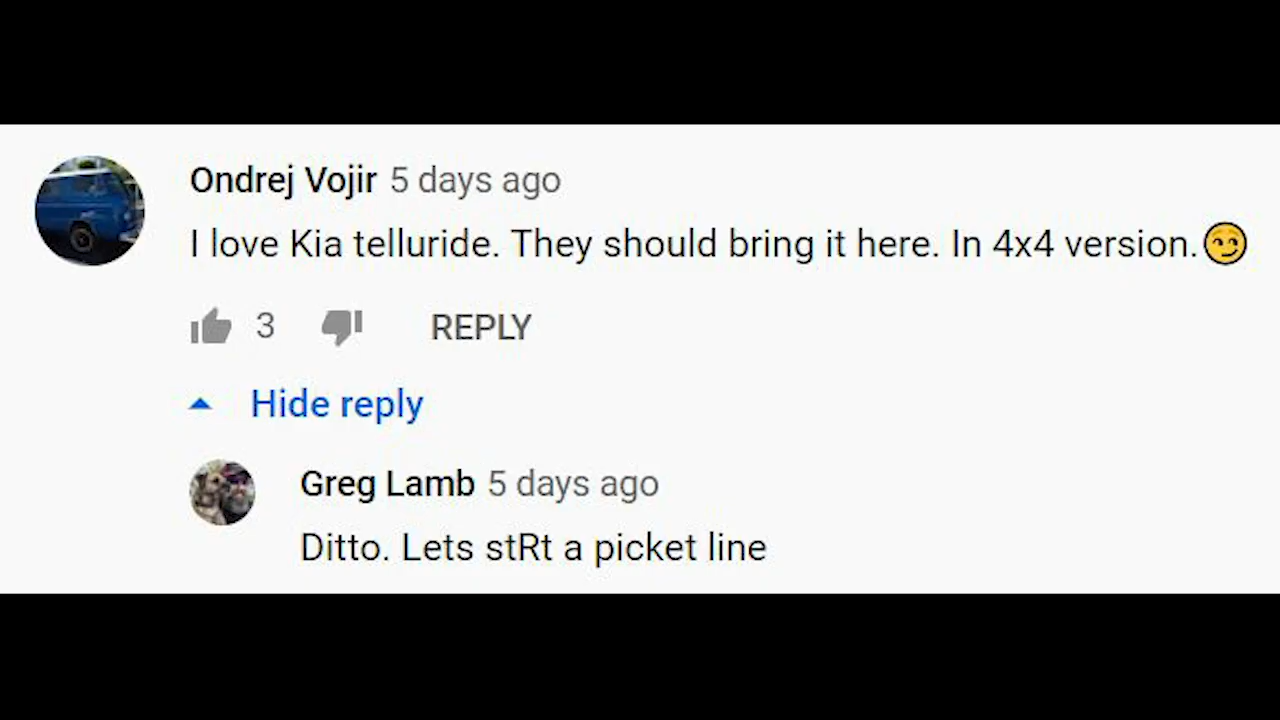 Ondrej Vojir 5 days ago
I love Kia telluride. They should bring it here. In 4x4 version.😏
3 REPLY
Hide reply
Greg Lamb 5 days ago
Ditto. Lets stRt a picket line